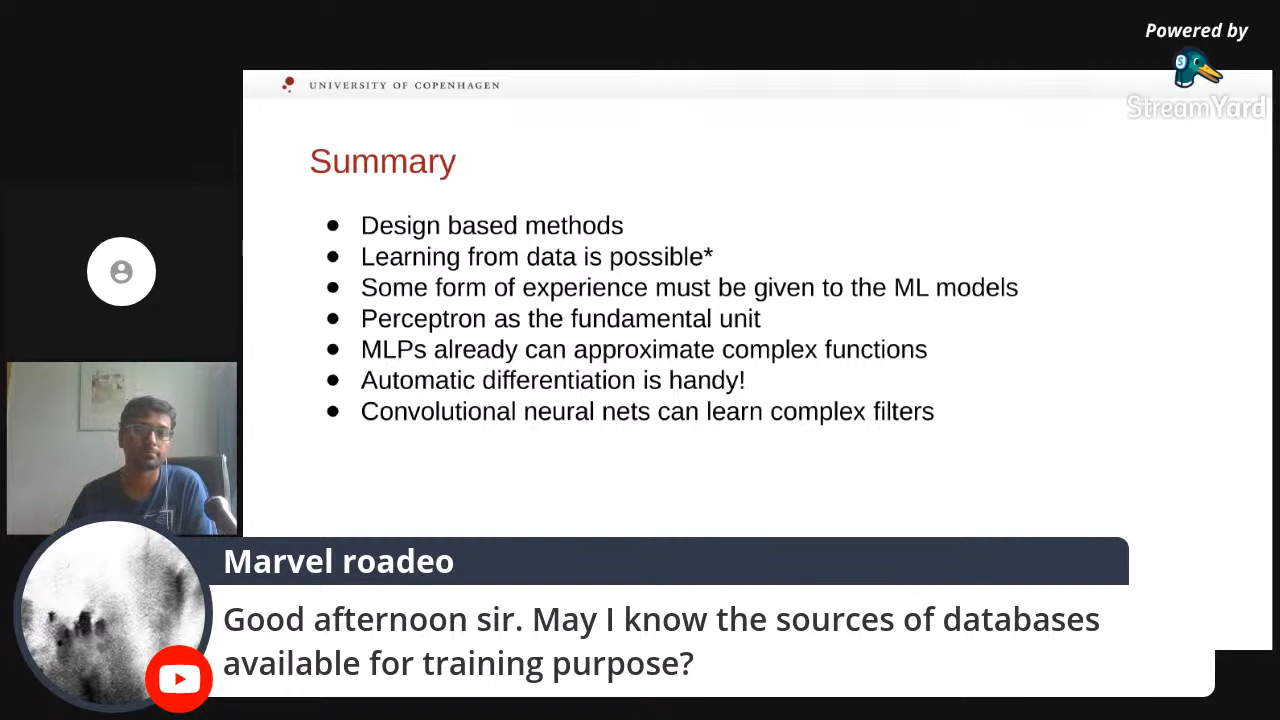 Powered by
StreamYard
UNIVERSITY OF COPENHAGEN
Summary
● Design based methods
● Learning from data is possible*
● Some form of experience must be given to the ML models
● Perceptron as the fundamental unit
● MLPs already can approximate complex functions
● Automatic differentiation is handy!
● Convolutional neural nets can learn complex filters
Marvel roadeo
Good afternoon sir. May I know the sources of databases
available for training purpose?